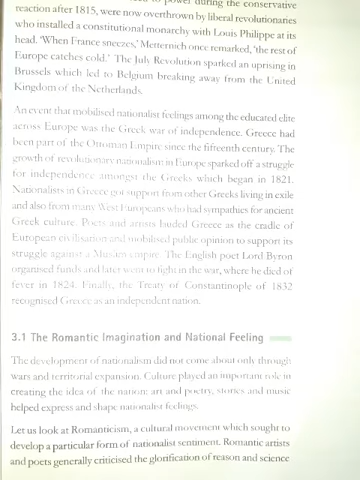 to power during the conservative
reaction after 1815, were now overthrown by liberal revolutionaries
who installed a constitutional monarchy with Louis Philippe at its
head. ‘When France sneezes,’ Metternich once remarked, ‘the rest of
Europe catches cold.’ The July Revolution sparked an uprising in
Brussels which led to Belgium breaking away from the United
Kingdom of the Netherlands.
An event that mobilised nationalist feelings among the educated elite
across Europe was the Greek war of independence. Greece had
been part of the Ottoman Empire since the fifteenth century. The
growth of revolutionary nationalism in Europe sparked off a struggle
for independence amongst the Greeks which began in 1821.
Nationalists in Greece got support from other Greeks living in exile
and also from many West Europeans who had sympathies for ancient
Greek culture. Poets and artists lauded Greece as the cradle of
European civilisation and mobilised public opinion to support its
struggle against a Muslim empire. The English poet Lord Byron
organised funds and later went to fight in the war, where he died of
fever in 1824. Finally, the Treaty of Constantinople of 1832
recognised Greece as an independent nation.
3.1 The Romantic Imagination and National Feeling
The development of nationalism did not come about only through
wars and territorial expansion. Culture played an important role in
creating the idea of the nation: art and poetry, stories and music
helped express and shape nationalist feelings.
Let us look at Romanticism, a cultural movement which sought to
develop a particular form of nationalist sentiment. Romantic artists
and poets generally criticised the glorification of reason and science